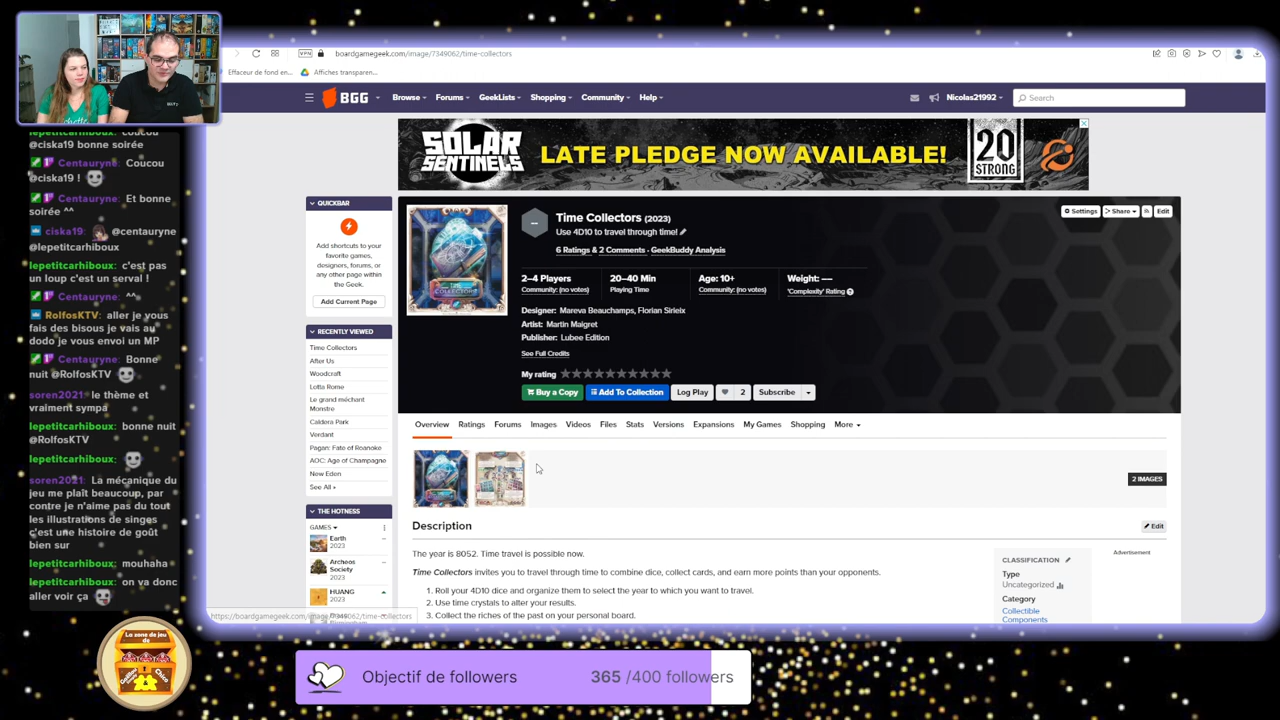 boardgamegeek.com/image/7349062/time-collectors
VPN
Effaceur de fond en...
Affiches transparen...
BGG
Browse
Forums
GeekLists
Shopping
Community
Help
Nicolas21992
Search
SOLAR
SENTINELS
LATE PLEDGE NOW AVAILABLE!
20
STRONG
coucou
@ciska19 bonne
soirée
Centauryne: Coucou
@ciska19 !
Centauryne: Et bonne
soirée ^^
ciska19: @centauryne
@lepetitcarhiboux
lepetitcarhiboux: c'est pas
un loup c'est un serval !
Centauryne: ^^
RolfosKTV: aller je vous
fais des bisous je vais au
dodo je vous envoi un MP
Centauryne: Bonne
nuit @RolfosKTV
soren2021: le thème et
vraiment sympa
lepetitcarhiboux: bon nuit
@RolfosKTV
lepetitcarhiboux:
soren2021: La mécanique du
jeu me plaît beaucoup, par
contre je n'aime pas du tout
les illustrations de singes
c'est une histoire de goût
bien sur
lepetitcarhiboux: mouhaha
lepetitcarhiboux: on va donc
aller voir ça
QUICKBAR
Add shortcuts to your
favorite games,
designers, forums, or
any other page within
the Geek.
Add Current Page
RECENTLY VIEWED
Time Collectors
After Us
Woodcraft
Lotta Rome
Le grand méchant
Monstre
Caldera Park
Verdant
Pagan: Fate of Roanoke
AOC: Age of Champagne
New Eden
See All »
THE HOTNESS
GAMES
Earth
2023
Archeos
Society
2023
HUANG
2023
Time Collectors (2023)
Use 4D10 to travel through time!
6 Ratings & 2 Comments · GeekBuddy Analysis
Settings
Share
Edit
2–4 Players
Community: (no votes)
20–40 Min
Playing Time
Age: 10+
Community: (no votes)
Weight: —
'Complexity' Rating
Designer: Mareva Beauchamps, Florian Sirieix
Artist: Martin Maigret
Publisher: Lubee Edition
See Full Credits
My rating
Buy a Copy
Add To Collection
Log Play
2
Subscribe
Overview
Ratings
Forums
Images
Videos
Files
Stats
Versions
Expansions
My Games
Shopping
More
2 IMAGES
Description
Edit
The year is 8052. Time travel is possible now.
Time Collectors invites you to travel through time to combine dice, collect cards, and earn more points than your opponents.
1. Roll your 4D10 dice and organize them to select the year to which you want to travel.
2. Use time crystals to alter your results.
3. Collect the riches of the past on your personal board.
CLASSIFICATION
Type
Uncategorized
Category
Collectible
Components
Advertisement
https://boardgamegeek.com/image/7349062/time-collectors
La zone de jeu
de
Chico
Objectif de followers
365 /400 followers